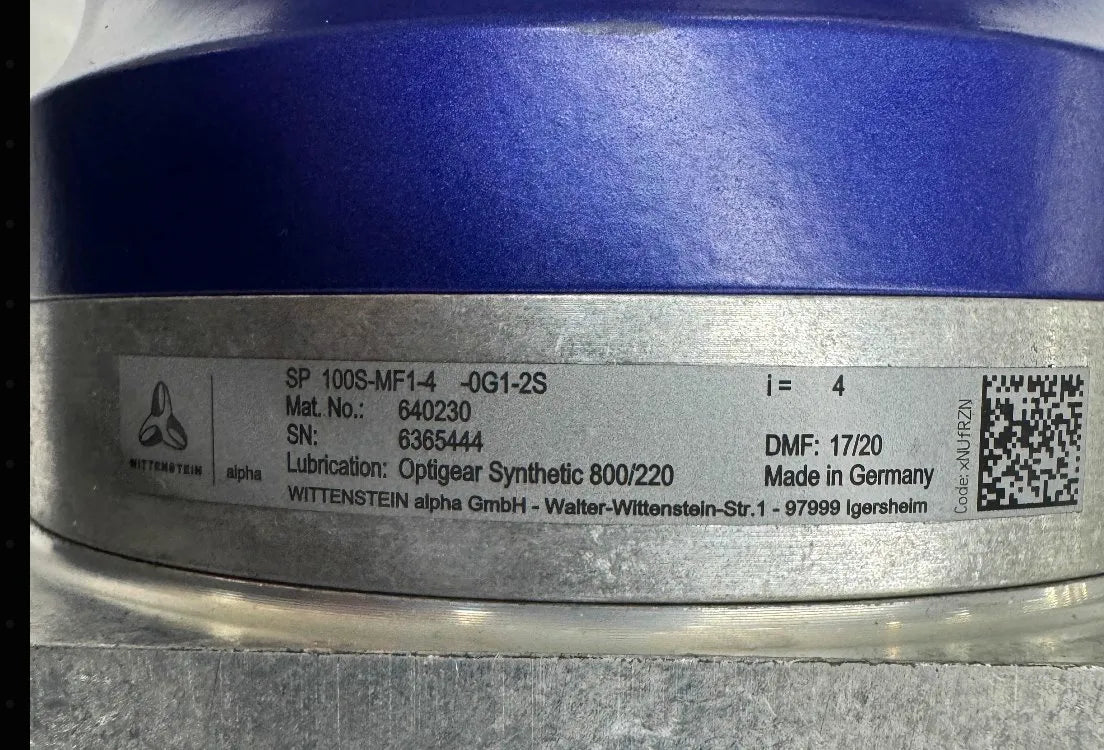 SP 100S-MF1-4 -0G1-2S i = 4
Mat. No.: 640230
SN: 6365444 DMF: 17/20
Lubrication: Optigear Synthetic 800/220 Made in Germany
WITTENSTEIN alpha GmbH - Walter-Wittenstein-Str.1 - 97999 Igersheim
WITTENSTEIN
alpha
Code: xNUfRZN